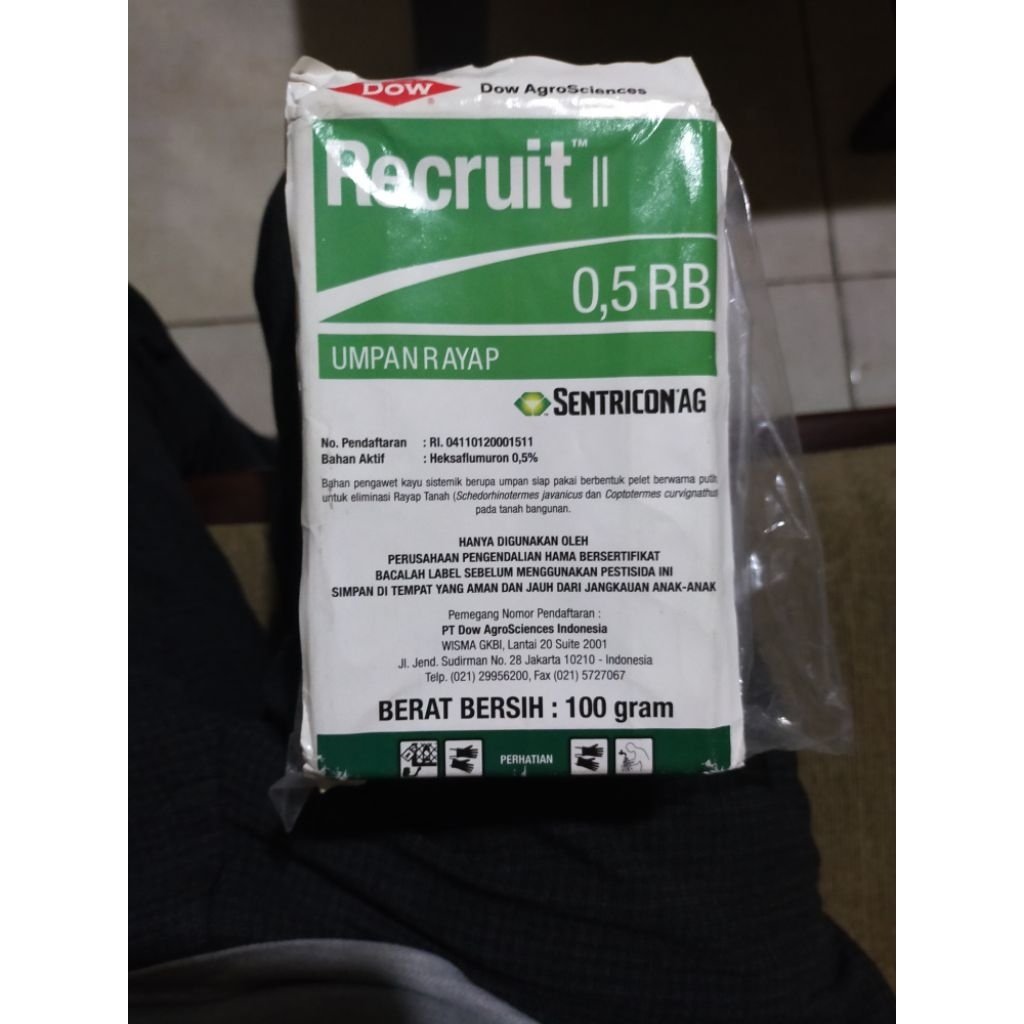 DOW
Dow AgroSciences
Recruit™ II
0,5 RB
UMPAN RAYAP
SENTRICON* AG
No. Pendaftaran : RI. 04110120001511
Bahan Aktif : Heksaflumuron 0,5%
Bahan pengawet kayu sistemik berupa umpan siap pakai berbentuk pelet berwarna putih
untuk eliminasi Rayap Tanah (Schedorhinotermes javanicus dan Coptotermes curvignathus
pada tanah bangunan.
HANYA DIGUNAKAN OLEH
PERUSAHAAN PENGENDALIAN HAMA BERSERTIFIKAT
BACALAH LABEL SEBELUM MENGGUNAKAN PESTISIDA INI
SIMPAN DI TEMPAT YANG AMAN DAN JAUH DARI JANGKAUAN ANAK-ANAK
Pemegang Nomor Pendaftaran :
PT Dow AgroSciences Indonesia
WISMA GKBI, Lantai 20 Suite 2001
Jl. Jend. Sudirman No. 28 Jakarta 10210 - Indonesia
Telp. (021) 29956200, Fax (021) 5727067
BERAT BERSIH : 100 gram
PERHATIAN